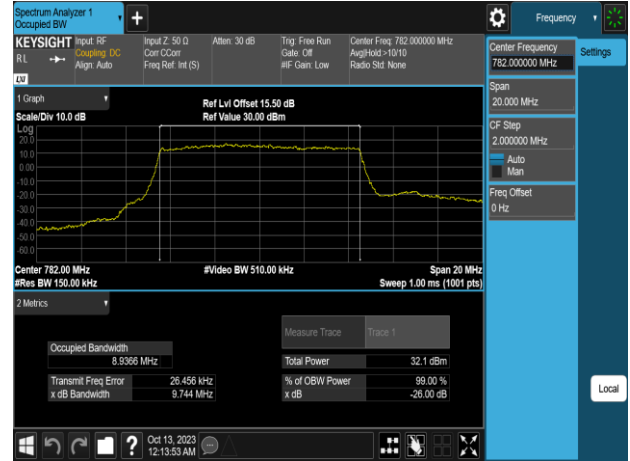 Spectrum Analyzer 1
Occupied BW
+
Frequency
KEYSIGHT
RL
LXI
Input: RF
Coupling: DC
Align: Auto
Input Z: 50 Ω
Corr CCorr
Freq Ref: Int (S)
Atten: 30 dB
Trig: Free Run
Gate: Off
#IF Gain: Low
Center Freq: 782.000000 MHz
Avg|Hold:>10/10
Radio Std: None
Center Frequency
782.000000 MHz
Settings
Span
20.000 MHz
CF Step
2.000000 MHz
Auto
Man
Freq Offset
0 Hz
Local
1 Graph
Scale/Div 10.0 dB
Ref Lvl Offset 15.50 dB
Ref Value 30.00 dBm
Log
20.0
10.0
0.00
-10.0
-20.0
-30.0
-40.0
-50.0
-60.0
Center 782.00 MHz
#Video BW 510.00 kHz
Span 20 MHz
#Res BW 150.00 kHz
Sweep 1.00 ms (1001 pts)
2 Metrics
Measure Trace
Trace 1
Occupied Bandwidth
8.9366 MHz
Total Power
32.1 dBm
Transmit Freq Error
26.456 kHz
% of OBW Power
99.00 %
x dB Bandwidth
9.744 MHz
x dB
-26.00 dB
?
Oct 13, 2023
12:13:53 AM